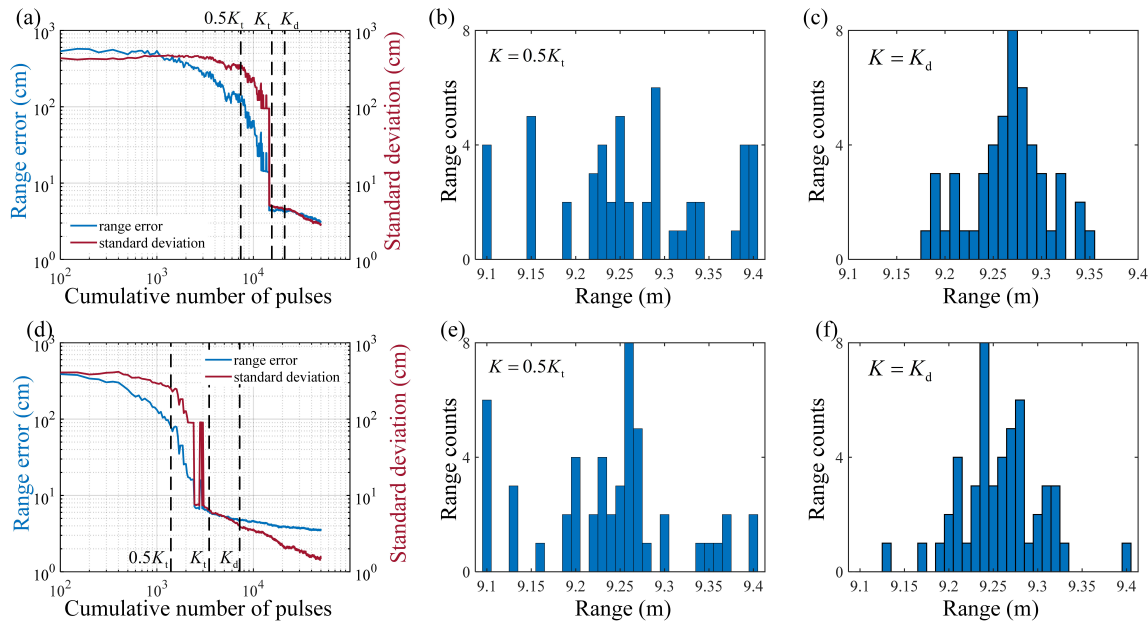 (a)
0.5Kt Kt Kd
10^3
10^2
10^1
10^0
Range error (cm)
10^3
10^2
10^1
10^0
Standard deviation (cm)
range error
standard deviation
10^2 10^3 10^4
Cumulative number of pulses
(b)
K = 0.5Kt
8
4
0
Range counts
9.1 9.15 9.2 9.25 9.3 9.35 9.4
Range (m)
(c)
K = Kd
8
4
0
Range counts
9.1 9.15 9.2 9.25 9.3 9.35 9.4
Range (m)
(d)
10^3
10^2
10^1
10^0
Range error (cm)
10^3
10^2
10^1
10^0
Standard deviation (cm)
range error
standard deviation
0.5Kt Kt Kd
10^2 10^3 10^4
Cumulative number of pulses
(e)
K = 0.5Kt
8
4
0
Range counts
9.1 9.15 9.2 9.25 9.3 9.35 9.4
Range (m)
(f)
K = Kd
8
4
0
Range counts
9.1 9.2 9.3 9.4
Range (m)